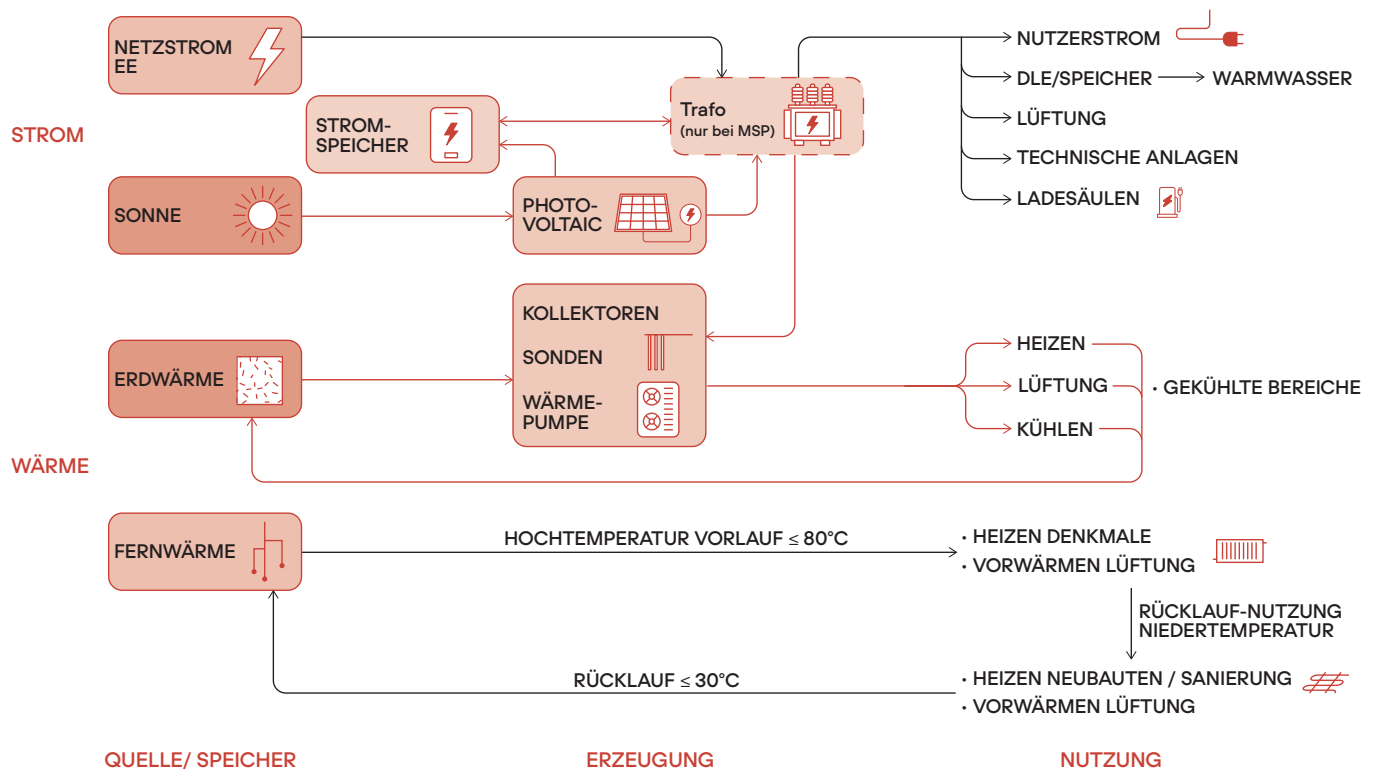 NETZSTROM
EE
STROM
STROM-
SPEICHER
Trafo
(nur bei MSP)
NUTZERSTROM
DLE/SPEICHER
WARMWASSER
LÜFTUNG
TECHNISCHE ANLAGEN
LADESÄULEN
SONNE
PHOTO-
VOLTAIC
KOLLEKTOREN
SONDEN
WÄRME-
PUMPE
ERDWÄRME
HEIZEN
LÜFTUNG
KÜHLEN
· GEKÜHLTE BEREICHE
WÄRME
FERNWÄRME
HOCHTEMPERATUR VORLAUF ≤ 80°C
· HEIZEN DENKMALE
· VORWÄRMEN LÜFTUNG
RÜCKLAUF-NUTZUNG
NIEDERTEMPERATUR
RÜCKLAUF ≤ 30°C
· HEIZEN NEUBAUTEN / SANIERUNG
· VORWÄRMEN LÜFTUNG
QUELLE/ SPEICHER
ERZEUGUNG
NUTZUNG